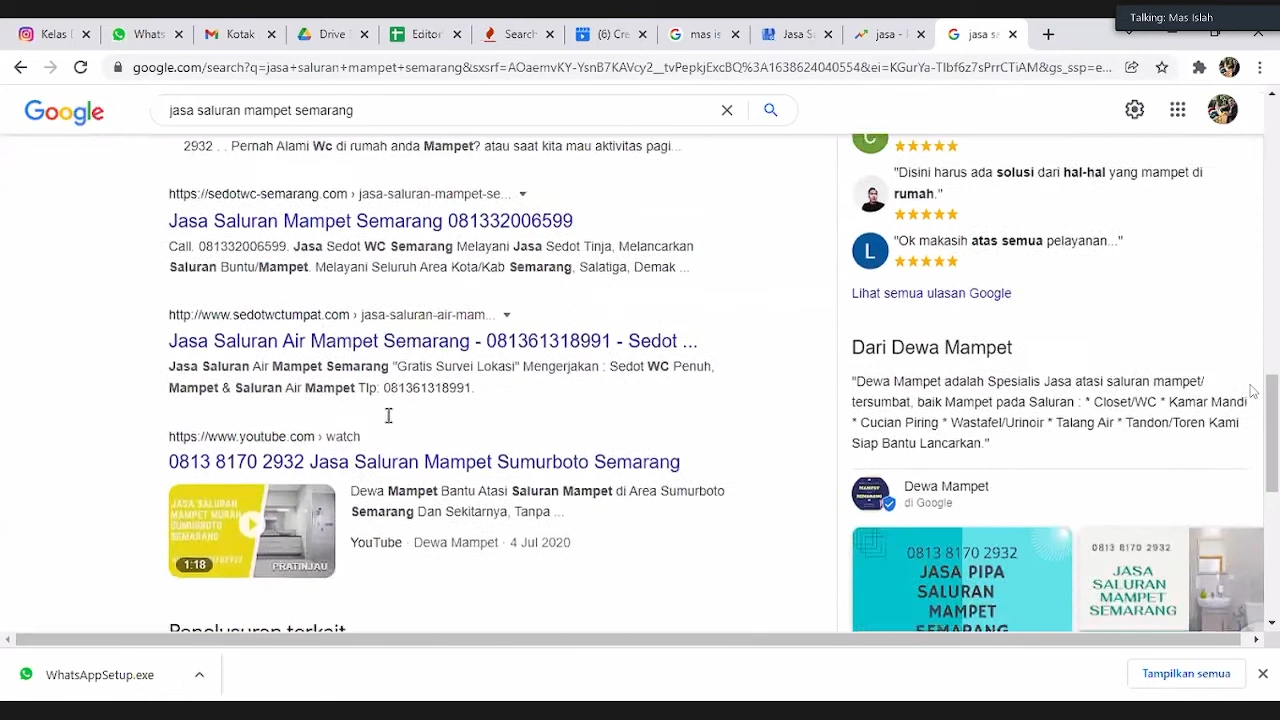 Talking: Mas Islah
Kelas
Whats
Kotak
Drive
Editor
Search
(6) Cre
mas is
Jasa S
jasa -
jasa s
google.com/search?q=jasa+saluran+mampet+semarang&sxsrf=AOaemvKY-YsnB7KAVcy2__tvPepkjExcBQ%3A1638624040554&ei=KGurYa-TIbf6z7sPrrCTiAM&gs_ssp=e...
Google
jasa saluran mampet semarang
2932 . . Pernah Alami Wc di rumah anda Mampet? atau saat kita mau aktivitas pagi...
https://sedotwc-semarang.com › jasa-saluran-mampet-se...
Jasa Saluran Mampet Semarang 081332006599
Call. 081332006599. Jasa Sedot WC Semarang Melayani Jasa Sedot Tinja, Melancarkan
Saluran Buntu/Mampet. Melayani Seluruh Area Kota/Kab Semarang, Salatiga, Demak ...
http://www.sedotwctumpat.com › jasa-saluran-air-mam...
Jasa Saluran Air Mampet Semarang - 081361318991 - Sedot ...
Jasa Saluran Air Mampet Semarang "Gratis Survei Lokasi" Mengerjakan : Sedot WC Penuh,
Mampet & Saluran Air Mampet Tlp: 081361318991.
https://www.youtube.com › watch
0813 8170 2932 Jasa Saluran Mampet Sumurboto Semarang
JASA SALURAN
MAMPET MURAH
SUMURBOTO
SEMARANG
1:18
PRATINJAU
Dewa Mampet Bantu Atasi Saluran Mampet di Area Sumurboto
Semarang Dan Sekitarnya, Tanpa ...
YouTube · Dewa Mampet · 4 Jul 2020
Penelusuran terkait
"Disini harus ada solusi dari hal-hal yang mampet di
rumah."
L
"Ok makasih atas semua pelayanan..."
Lihat semua ulasan Google
Dari Dewa Mampet
"Dewa Mampet adalah Spesialis Jasa atasi saluran mampet/
tersumbat, baik Mampet pada Saluran : * Closet/WC * Kamar Mandi
* Cucian Piring * Wastafel/Urinoir * Talang Air * Tandon/Toren Kami
Siap Bantu Lancarkan."
Dewa Mampet
di Google
0813 8170 2932
JASA PIPA
SALURAN
MAMPET
SEMARANG
0813 8170 2932
JASA
SALURAN
MAMPET
SEMARANG
WhatsAppSetup.exe
Tampilkan semua